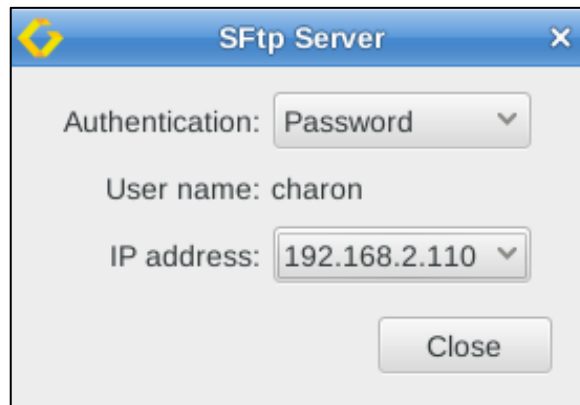 SFtp Server
Authentication: Password
User name: charon
IP address: 192.168.2.110
Close